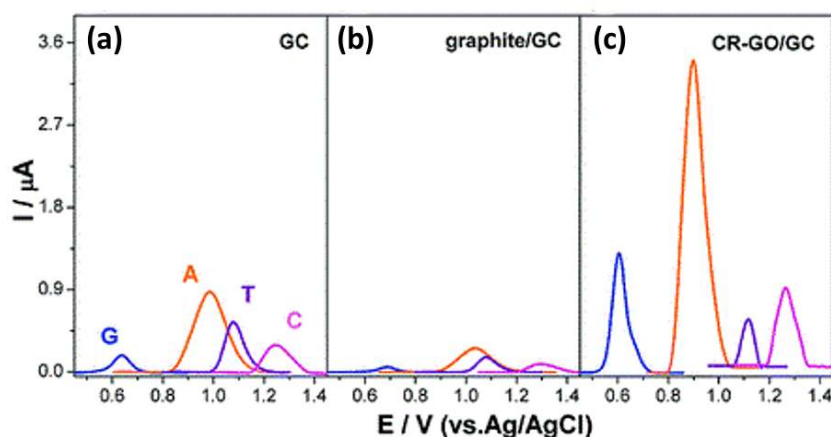 (a) GC (b) graphite/GC (c) CR-GO/GC
3.6
2.7
1.8
0.9
0.0
I / μA
G A T C
0.6 0.8 1.0 1.2 1.4 0.6 0.8 1.0 1.2 1.4 0.6 0.8 1.0 1.2 1.4
E / V (vs.Ag/AgCl)